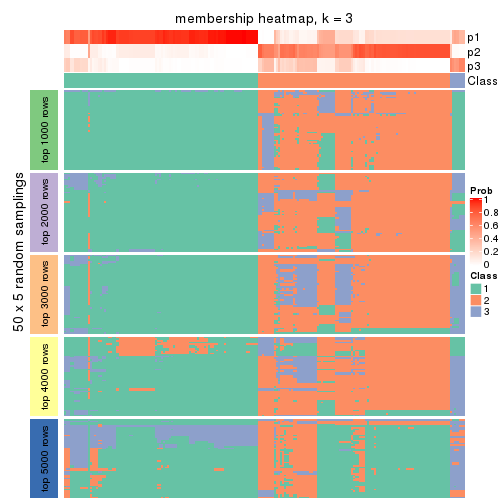 membership heatmap, k = 3
p1
p2
p3
Class
50 x 5 random samplings
top 1000 rows
top 2000 rows
top 3000 rows
top 4000 rows
top 5000 rows
Prob
1
0.8
0.6
0.4
0.2
0
Class
1
2
3